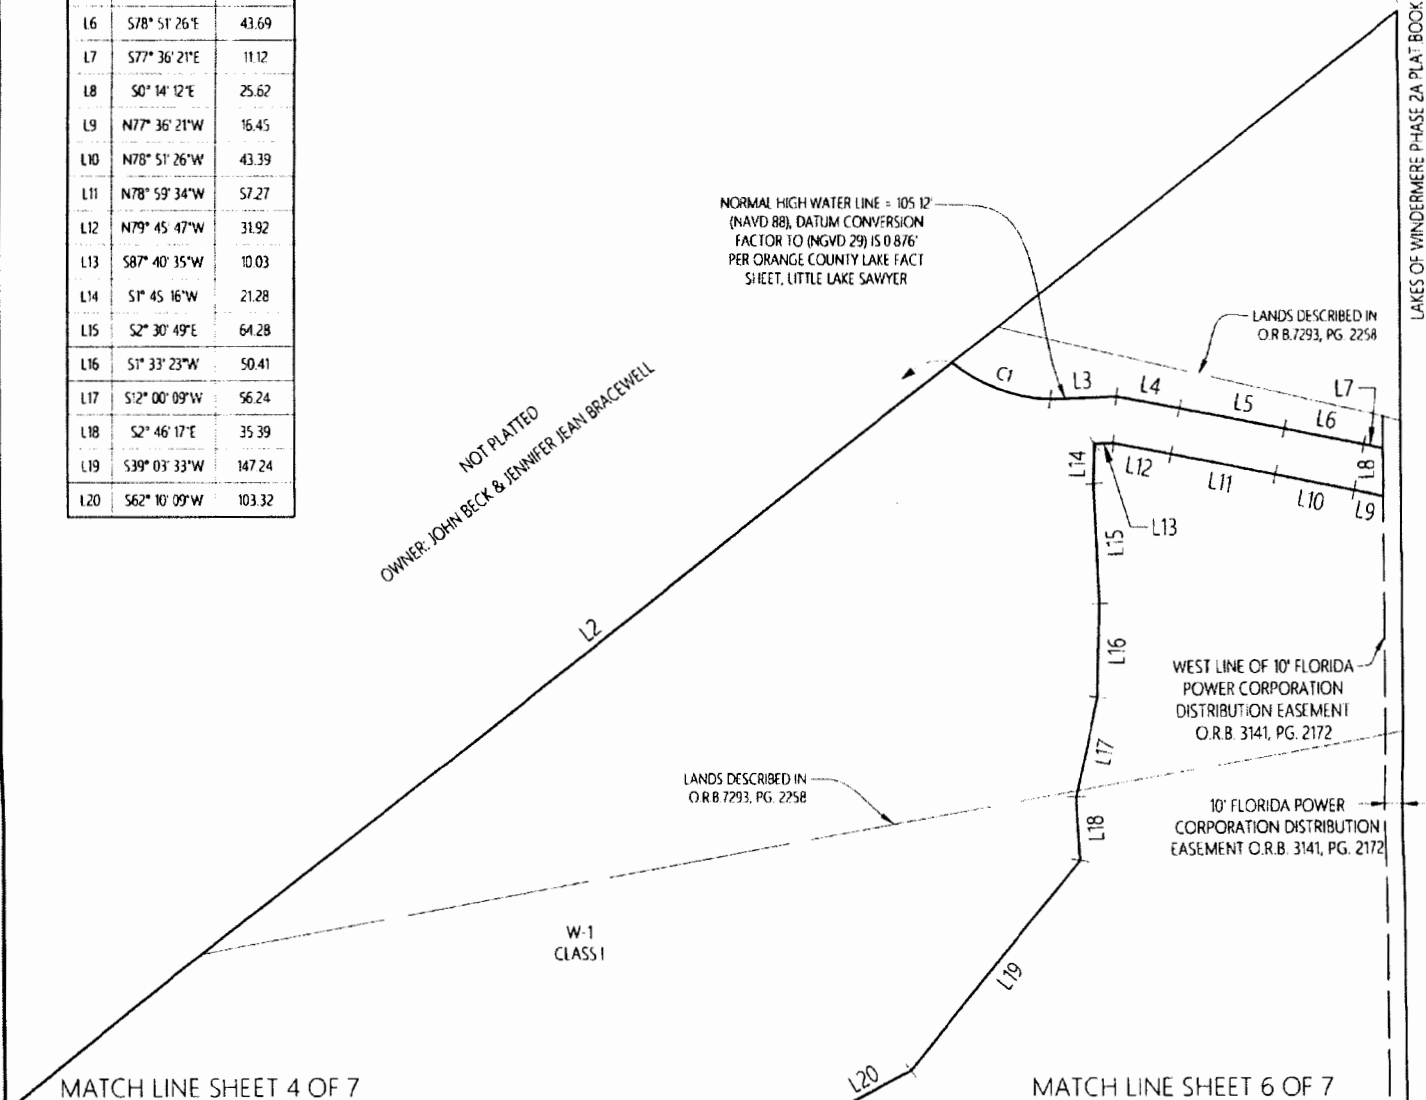 L6 S78° 51' 26"E 43.69
L7 S77° 36' 21"E 11.12
L8 S0° 14' 12"E 25.62
L9 N77° 36' 21"W 16.45
L10 N78° 51' 26"W 43.39
L11 N78° 59' 34"W 57.27
L12 N79° 45' 47"W 31.92
L13 S87° 40' 35"W 10.03
L14 S1° 45' 16"W 21.28
L15 S2° 30' 49"E 64.28
L16 S1° 33' 23"W 50.41
L17 S12° 00' 09"W 56.24
L18 S2° 46' 17"E 35.39
L19 S39° 03' 33"W 147.24
L20 S62° 10' 09"W 103.32
NORMAL HIGH WATER LINE = 105.12'
(NAVD 88), DATUM CONVERSION
FACTOR TO (NGVD 29) IS 0.876'
PER ORANGE COUNTY LAKE FACT
SHEET, LITTLE LAKE SAWYER
LAKES OF WINDERMERE PHASE 2A PLAT BOOK
LANDS DESCRIBED IN
O.R.B.7293, PG. 2258
C1
L3
L4
L5
L6
L7
L8
L14
L12
L11
L10
L9
L13
L15
NOT PLATTED
OWNER: JOHN BECK & JENNIFER JEAN BRACEWELL
L2
L16
WEST LINE OF 10' FLORIDA
POWER CORPORATION
DISTRIBUTION EASEMENT
O.R.B. 3141, PG. 2172
L17
LANDS DESCRIBED IN
O.R.B.7293, PG. 2258
L18
10' FLORIDA POWER
CORPORATION DISTRIBUTION
EASEMENT O.R.B. 3141, PG. 2172
W-1
CLASS I
L19
L20
MATCH LINE SHEET 4 OF 7
MATCH LINE SHEET 6 OF 7